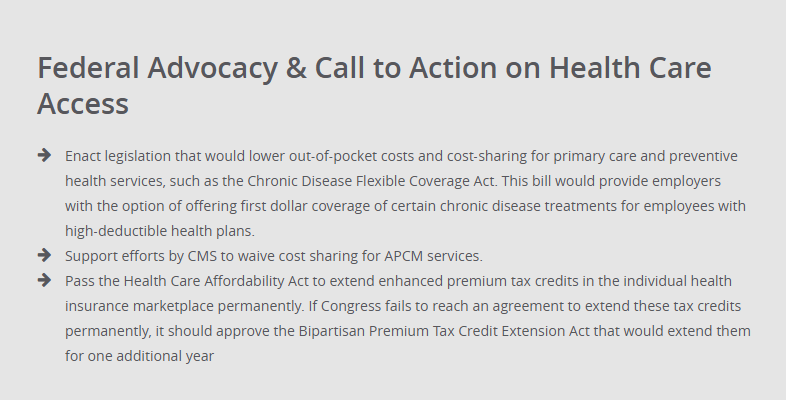 Federal Advocacy & Call to Action on Health Care
Access
Enact legislation that would lower out-of-pocket costs and cost-sharing for primary care and preventive
health services, such as the Chronic Disease Flexible Coverage Act. This bill would provide employers
with the option of offering first dollar coverage of certain chronic disease treatments for employees with
high-deductible health plans.
Support efforts by CMS to waive cost sharing for APCM services.
Pass the Health Care Affordability Act to extend enhanced premium tax credits in the individual health
insurance marketplace permanently. If Congress fails to reach an agreement to extend these tax credits
permanently, it should approve the Bipartisan Premium Tax Credit Extension Act that would extend them
for one additional year